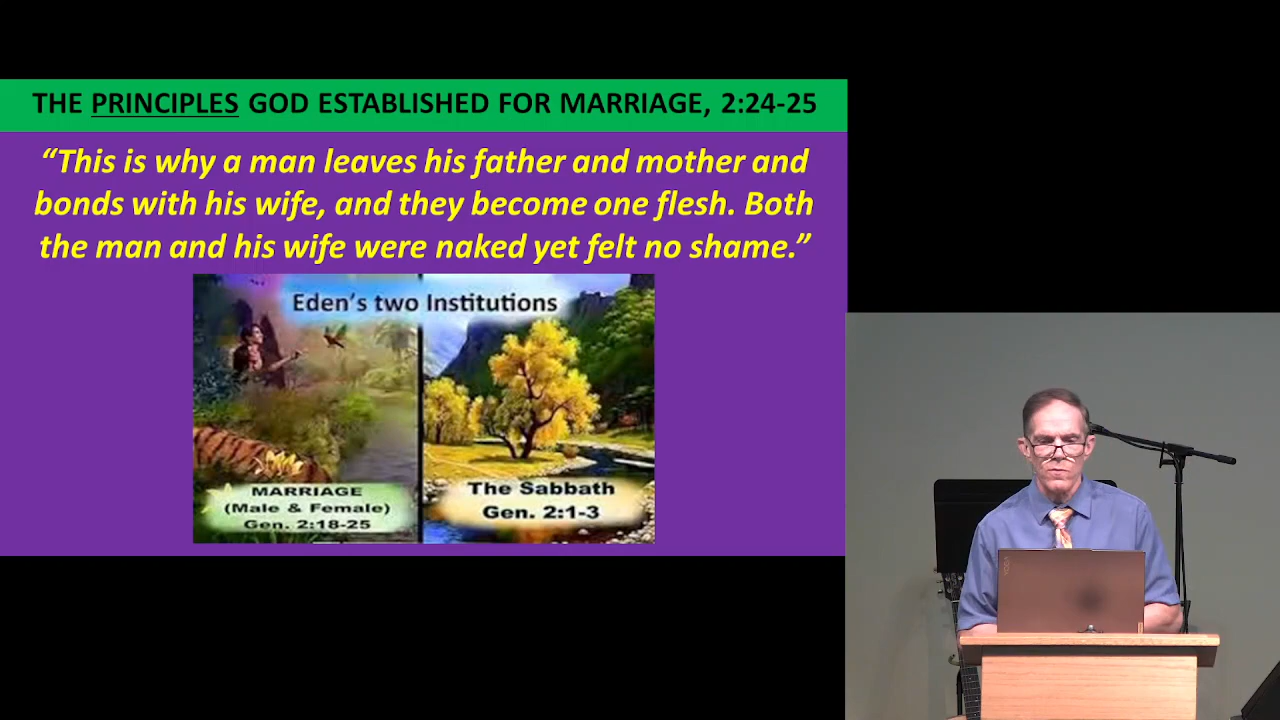 THE PRINCIPLES GOD ESTABLISHED FOR MARRIAGE, 2:24-25
“This is why a man leaves his father and mother and
bonds with his wife, and they become one flesh. Both
the man and his wife were naked yet felt no shame.”
Eden’s two Institutions
MARRIAGE
(Male & Female)
Gen. 2:18-25
The Sabbath
Gen. 2:1-3